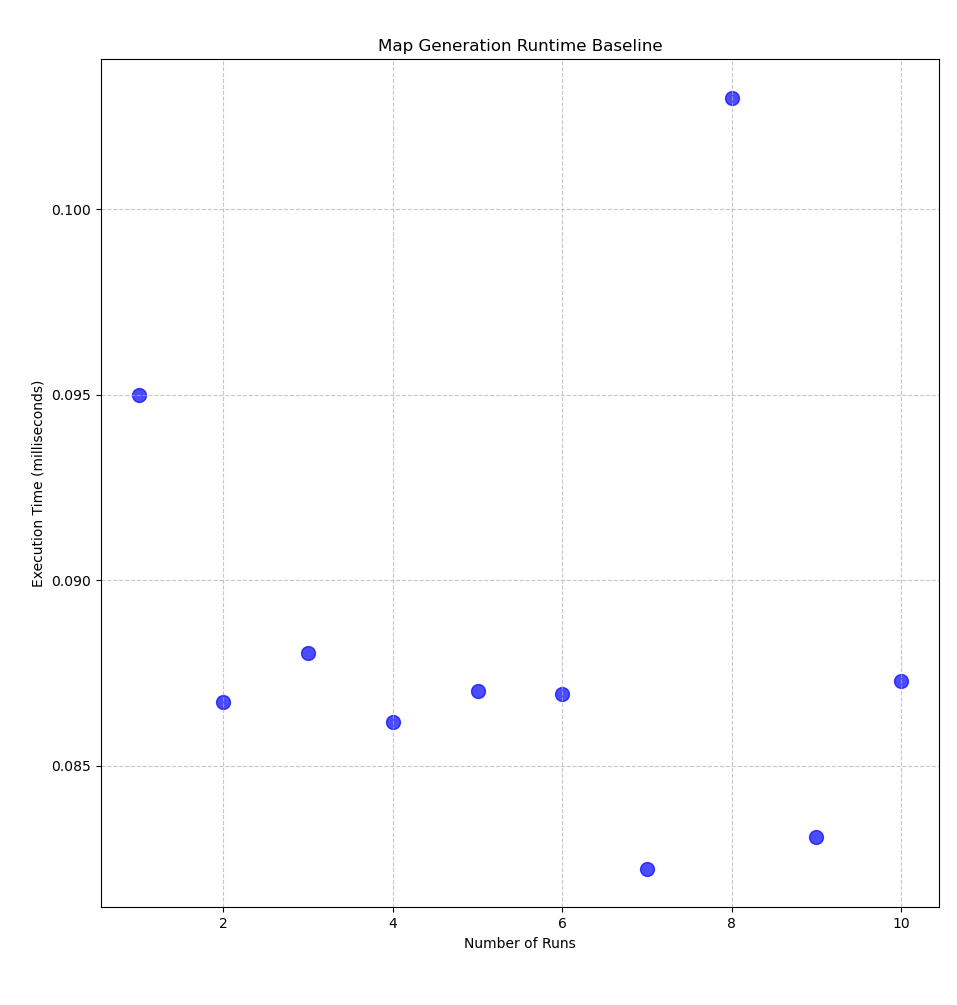 Map Generation Runtime Baseline
0.100
0.095
0.090
0.085
Execution Time (milliseconds)
2 4 6 8 10
Number of Runs